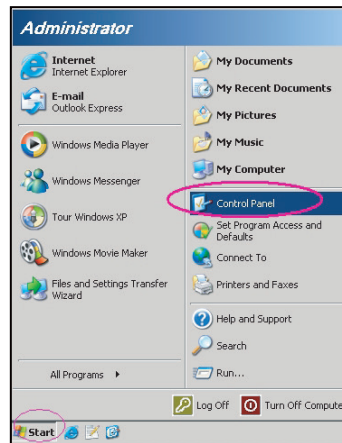 Administrator
Internet
Internet Explorer
E-mail
Outlook Express
Windows Media Player
Windows Messenger
Tour Windows XP
Windows Movie Maker
Files and Settings Transfer
Wizard
All Programs
My Documents
My Recent Documents
My Pictures
My Music
My Computer
Control Panel
Set Program Access and
Defaults
Connect To
Printers and Faxes
Help and Support
Search
Run...
Log Off
Turn Off Compute
Start